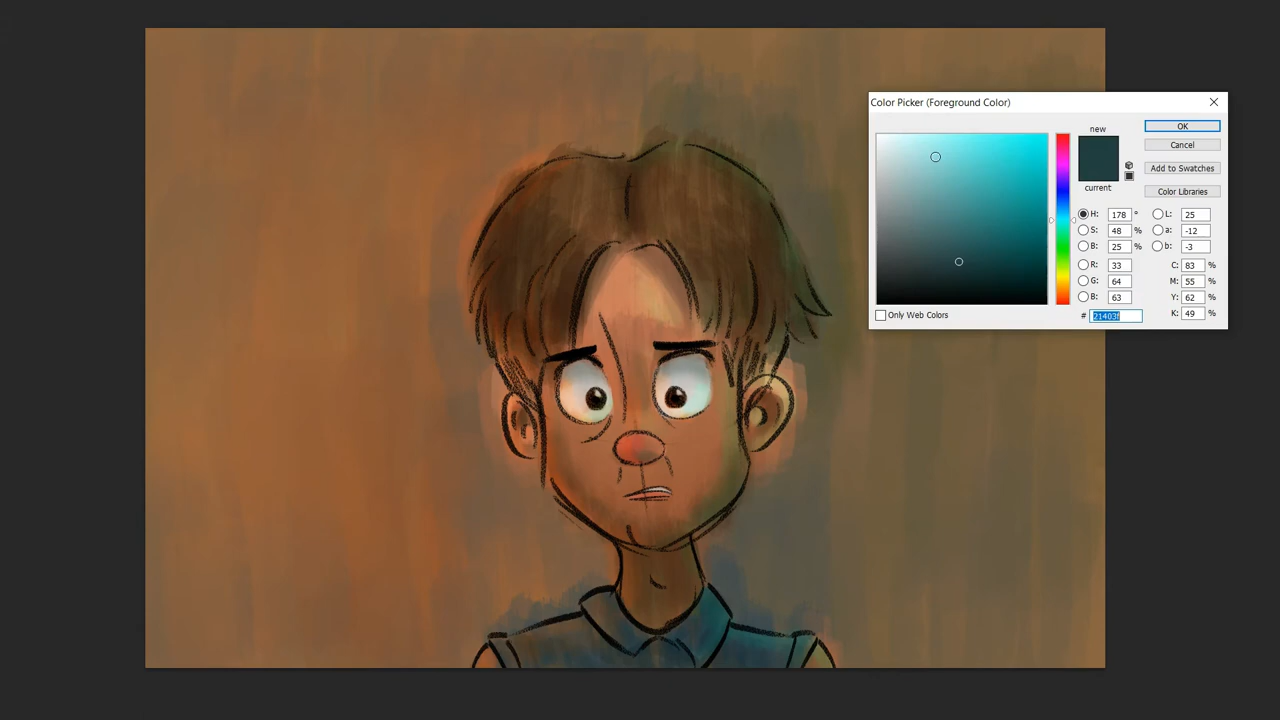 Color Picker (Foreground Color)
new
current
OK
Cancel
Add to Swatches
Color Libraries
H: 178 °
L: 25
S: 48 %
a: -12
B: 25 %
b: -3
R: 33
C: 83 %
G: 64
M: 55 %
B: 63
Y: 62 %
# 21403f
K: 49 %
Only Web Colors